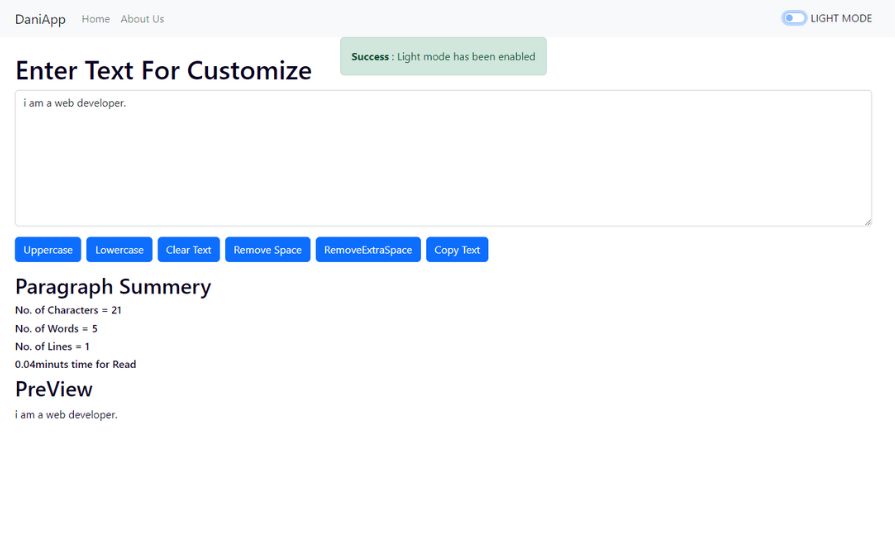 DaniApp Home About Us LIGHT MODE
Success : Light mode has been enabled
Enter Text For Customize
i am a web developer.
Uppercase Lowercase Clear Text Remove Space RemoveExtraSpace Copy Text
Paragraph Summery
No. of Characters = 21
No. of Words = 5
No. of Lines = 1
0.04minuts time for Read
PreView
i am a web developer.